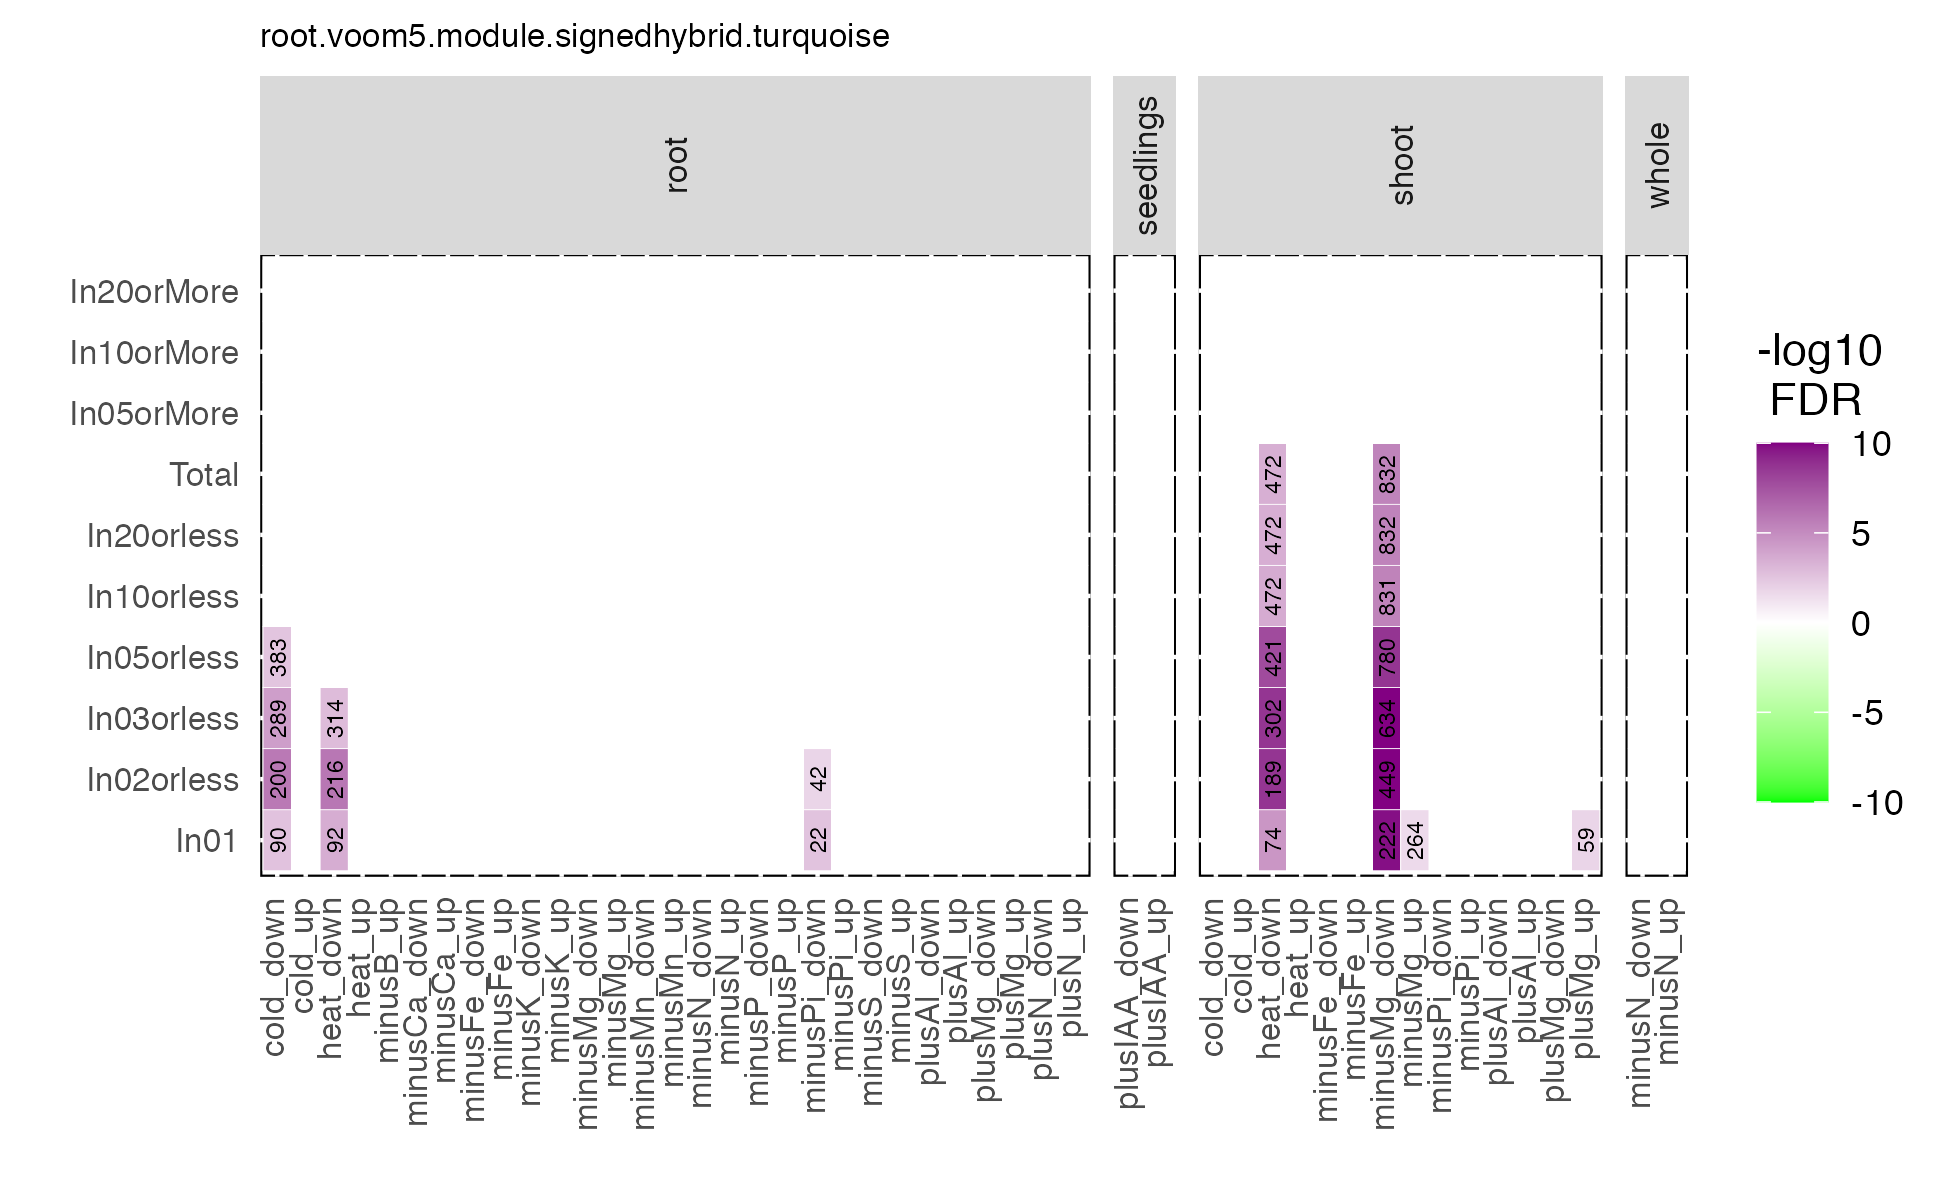 root.voom5.module.signedhybrid.turquoise
root
seedlings
shoot
whole
In20orMore
In10orMore
In05orMore
Total
472
832
In20orless
472
832
In10orless
472
831
In05orless
383
421
780
In03orless
289
314
302
634
In02orless
200
216
42
189
449
In01
90
92
22
74
222
264
59
cold_down
cold_up
heat_down
heat_up
minusB_up
minusCa_down
minusCa_up
minusFe_down
minusFe_up
minusK_down
minusK_up
minusMg_down
minusMg_up
minusMn_down
minusMn_up
minusN_down
minusN_up
minusP_down
minusP_up
minusPi_down
minusPi_up
minusS_down
minusS_up
plusAl_down
plusAl_up
plusMg_down
plusMg_up
plusN_down
plusN_up
plusIAA_down
plusIAA_up
cold_down
cold_up
heat_down
heat_up
minusFe_down
minusFe_up
minusMg_down
minusMg_up
minusPi_down
minusPi_up
plusAl_down
plusAl_up
plusMg_down
plusMg_up
minusN_down
minusN_up
-log10
FDR
10
5
0
-5
-10